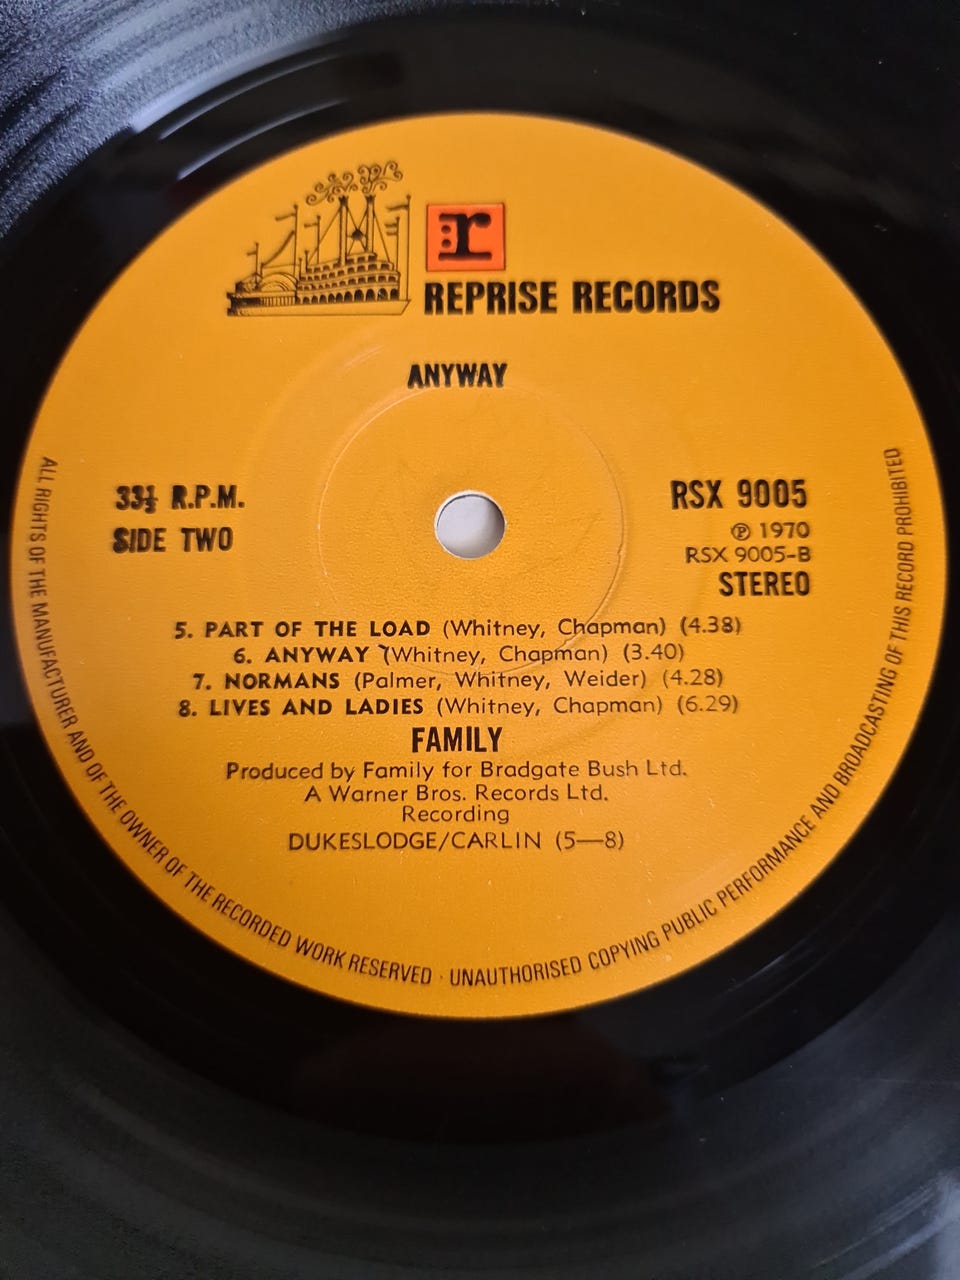 r
REPRISE RECORDS
ANYWAY
33⅓ R.P.M.
SIDE TWO
RSX 9005
Ⓟ 1970
RSX 9005-B
STEREO
5. PART OF THE LOAD (Whitney, Chapman) (4.38)
6. ANYWAY (Whitney, Chapman) (3.40)
7. NORMANS (Palmer, Whitney, Weider) (4.28)
8. LIVES AND LADIES (Whitney, Chapman) (6.29)
FAMILY
Produced by Family for Bradgate Bush Ltd.
A Warner Bros. Records Ltd.
Recording
DUKESLODGE/CARLIN (5—8)
ALL RIGHTS OF THE MANUFACTURER AND OF THE OWNER OF THE RECORDED WORK RESERVED · UNAUTHORISED COPYING PUBLIC PERFORMANCE AND BROADCASTING OF THIS RECORD PROHIBITED